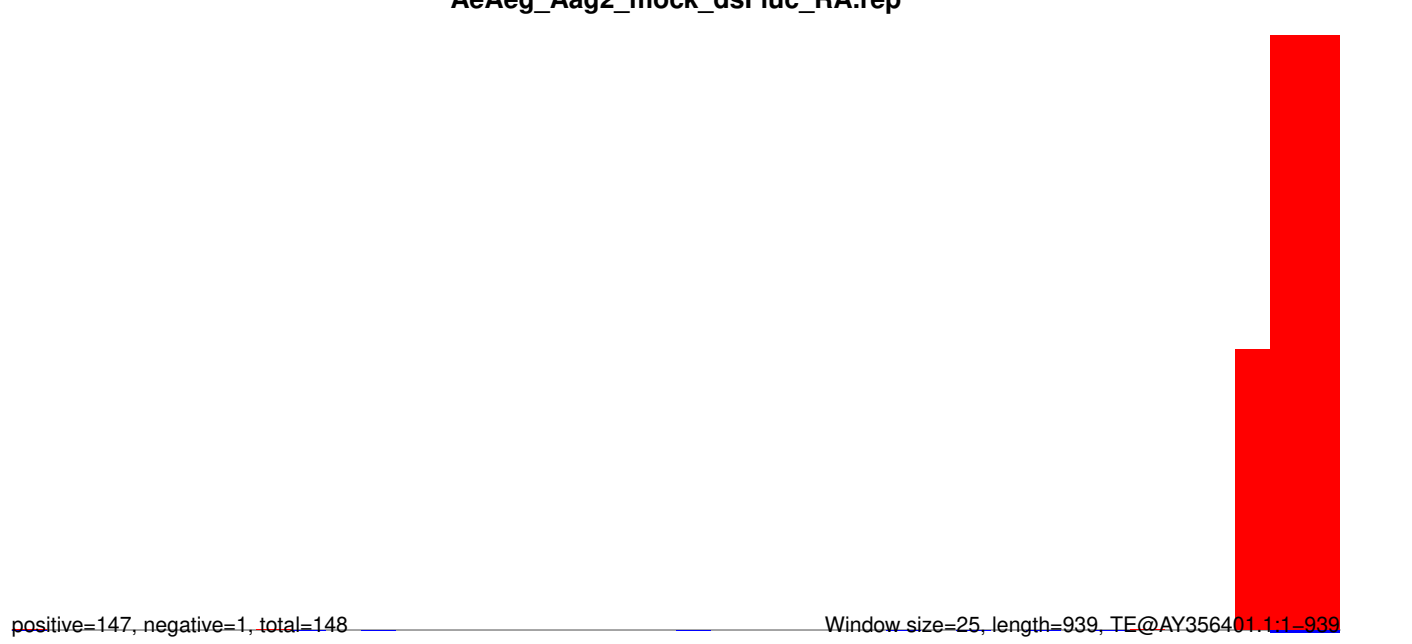 AeAeg_Aag2_mock_dsFluc_RA.rep
positive=147, negative=1, total=148
Window size=25, length=939, TE@AY356401.1:1−939